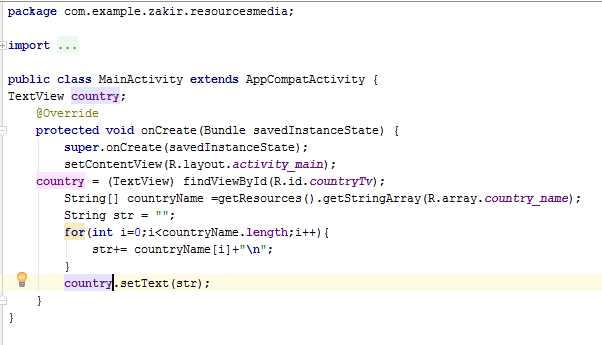 package com.example.zakir.resourcesmedia;
import ...
public class MainActivity extends AppCompatActivity {
TextView country;
@Override
protected void onCreate(Bundle savedInstanceState) {
super.onCreate(savedInstanceState);
setContentView(R.layout.activity_main);
country = (TextView) findViewById(R.id.countryTv);
String[] countryName =getResources().getStringArray(R.array.country_name);
String str = "";
for(int i=0;i<countryName.length;i++){
str+= countryName[i]+"\n";
}
country.setText(str);
}
}